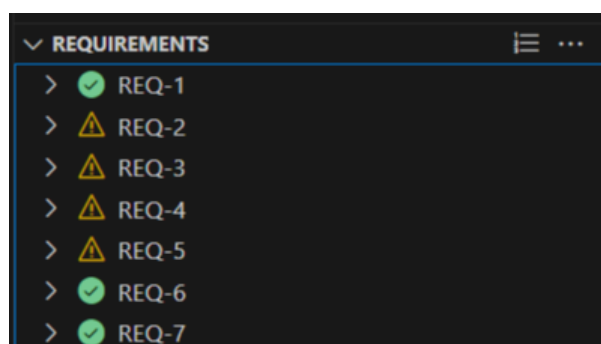 REQUIREMENTS
REQ-1
REQ-2
REQ-3
REQ-4
REQ-5
REQ-6
REQ-7